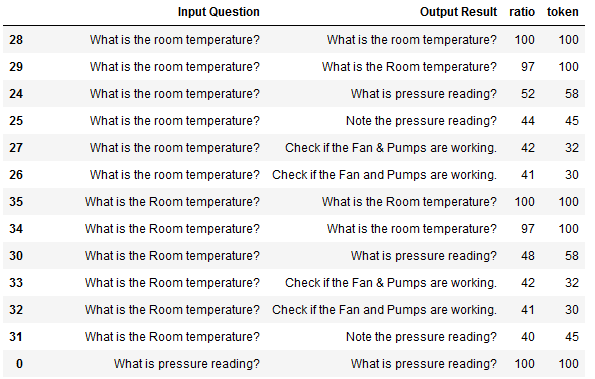 Input Question Output Result ratio token
28 What is the room temperature? What is the room temperature? 100 100
29 What is the room temperature? What is the Room temperature? 97 100
24 What is the room temperature? What is pressure reading? 52 58
25 What is the room temperature? Note the pressure reading? 44 45
27 What is the room temperature? Check if the Fan & Pumps are working. 42 32
26 What is the room temperature? Check if the Fan and Pumps are working. 41 30
35 What is the Room temperature? What is the Room temperature? 100 100
34 What is the Room temperature? What is the room temperature? 97 100
30 What is the Room temperature? What is pressure reading? 48 58
33 What is the Room temperature? Check if the Fan & Pumps are working. 42 32
32 What is the Room temperature? Check if the Fan and Pumps are working. 41 30
31 What is the Room temperature? Note the pressure reading? 40 45
0 What is pressure reading? What is pressure reading? 100 100